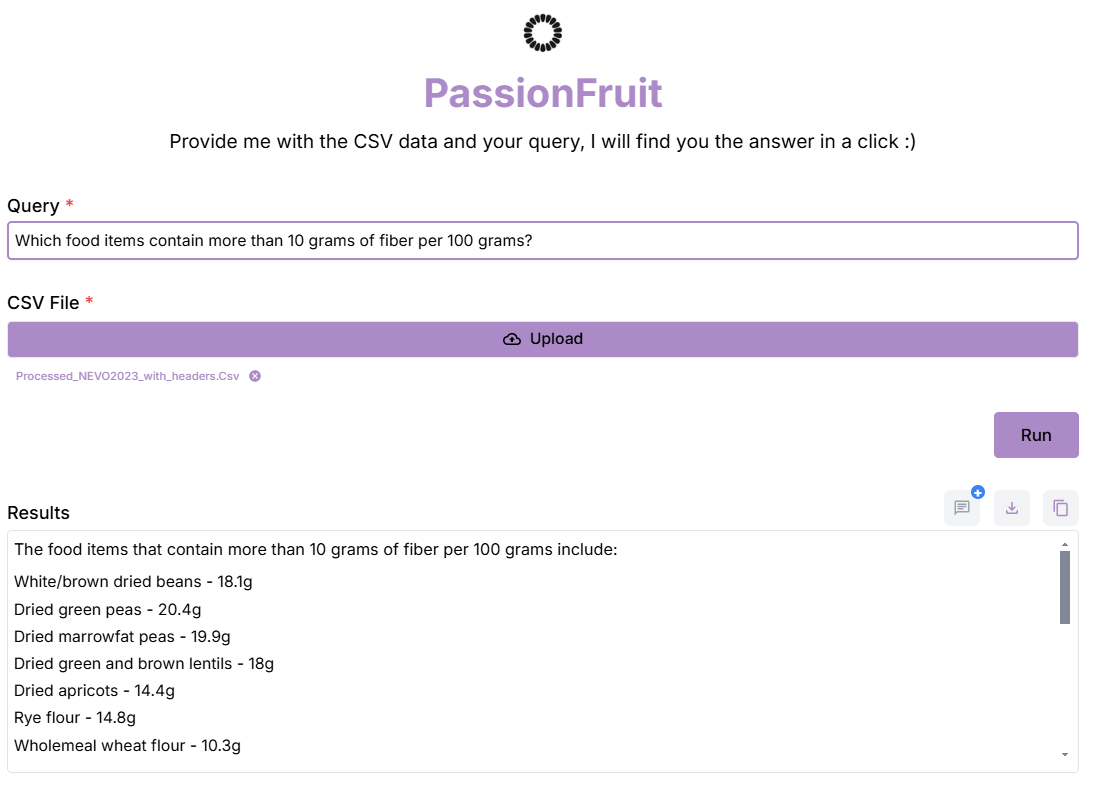 PassionFruit
Provide me with the CSV data and your query, I will find you the answer in a click :)
Query *
Which food items contain more than 10 grams of fiber per 100 grams?
CSV File *
Upload
Processed_NEVO2023_with_headers.Csv
Run
Results
The food items that contain more than 10 grams of fiber per 100 grams include:
White/brown dried beans - 18.1g
Dried green peas - 20.4g
Dried marrowfat peas - 19.9g
Dried green and brown lentils - 18g
Dried apricots - 14.4g
Rye flour - 14.8g
Wholemeal wheat flour - 10.3g